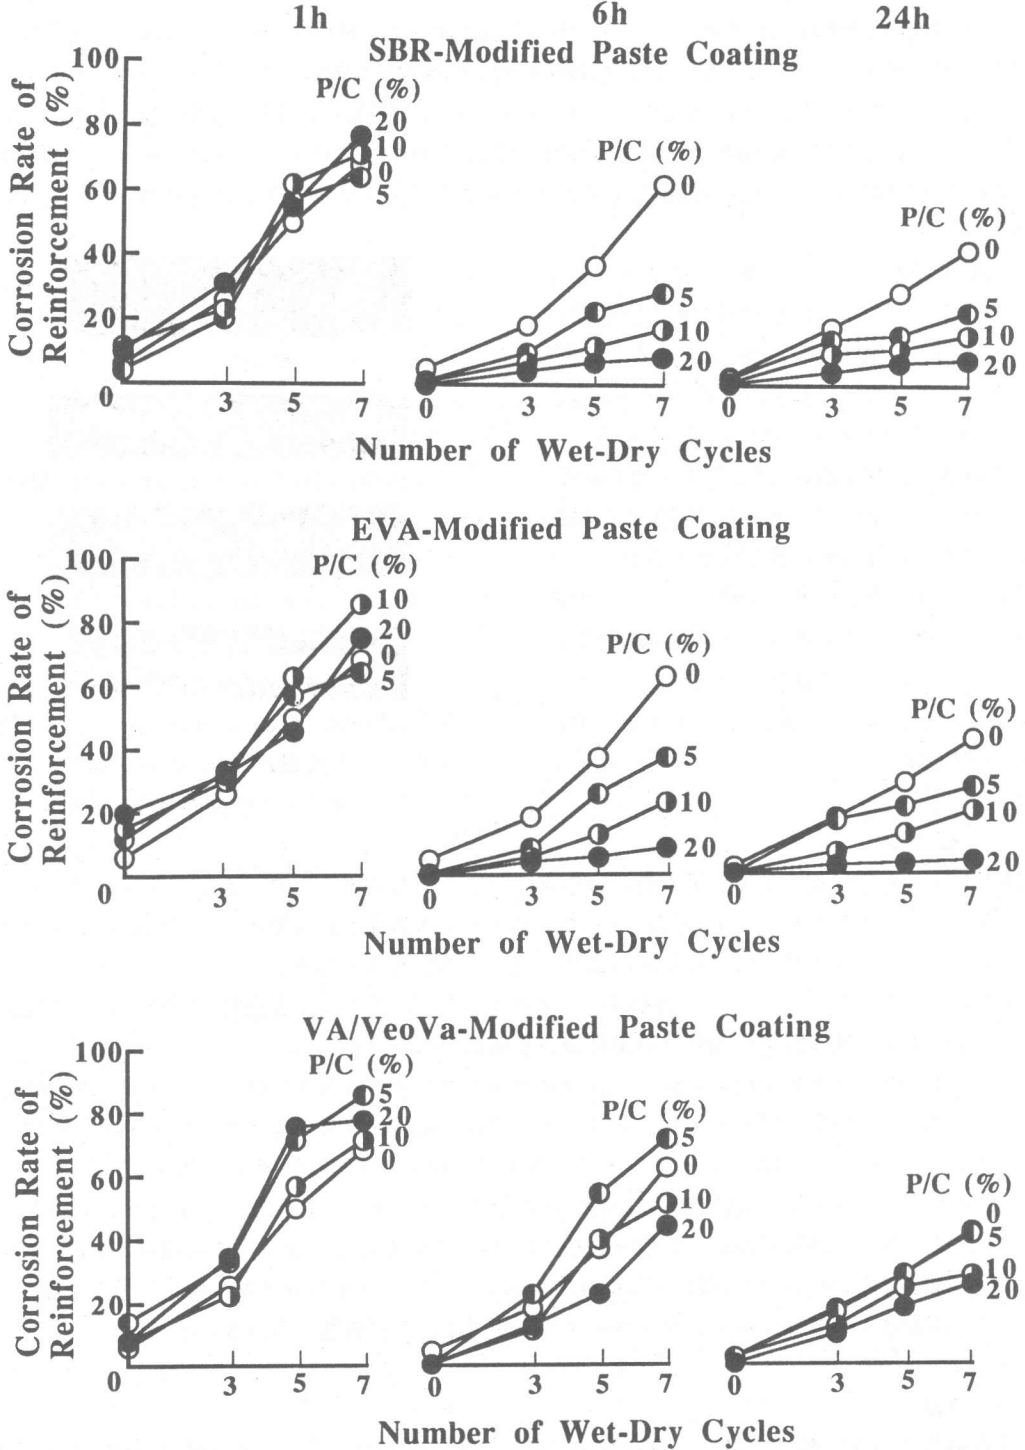 1h 6h 24h
SBR-Modified Paste Coating
Corrosion Rate of
Reinforcement (%)
100
80
60
40
20
0
P/C (%)
20
10
0
5
3 5 7
P/C (%)
0
5
10
20
0 3 5 7
P/C (%)
0
5
10
20
0 3 5 7
Number of Wet-Dry Cycles
EVA-Modified Paste Coating
Corrosion Rate of
Reinforcement (%)
100
80
60
40
20
0
P/C (%)
10
20
0
5
3 5 7
P/C (%)
0
5
10
20
0 3 5 7
P/C (%)
0
5
10
20
0 3 5 7
Number of Wet-Dry Cycles
VA/VeoVa-Modified Paste Coating
Corrosion Rate of
Reinforcement (%)
100
80
60
40
20
0
P/C (%)
5
20
10
0
3 5 7
P/C (%)
5
0
10
20
0 3 5 7
P/C (%)
0
5
10
20
0 3 5 7
Number of Wet-Dry Cycles